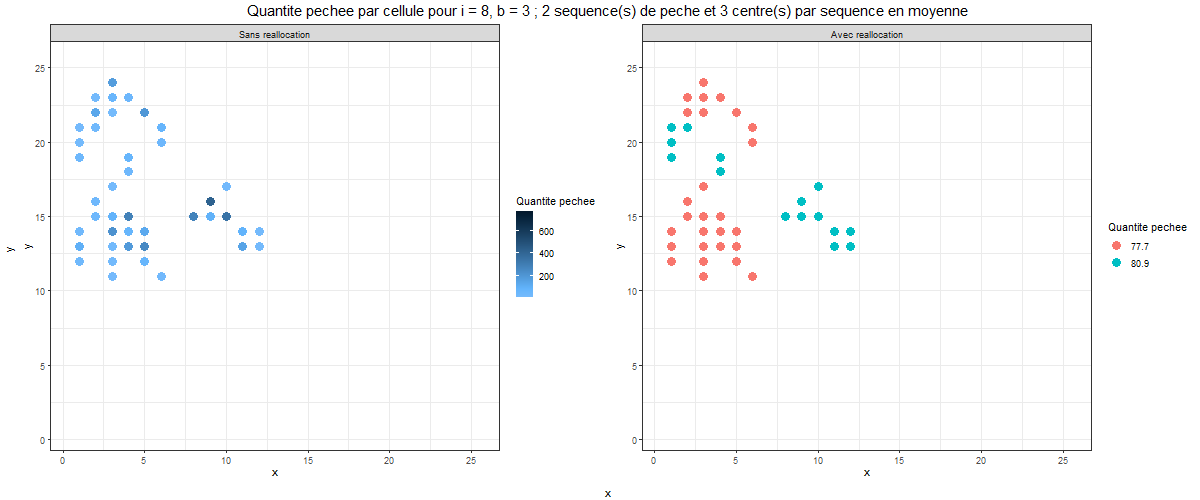 Quantite pechee par cellule pour i = 8, b = 3 ; 2 sequence(s) de peche et 3 centre(s) par sequence en moyenne
Sans reallocation
25
20
15
10
5
0
y
y
0 5 10 15 20 25
x
Quantite pechee
600
400
200
Avec reallocation
25
20
15
10
5
0
y
0 5 10 15 20 25
x
Quantite pechee
77.7
80.9
x